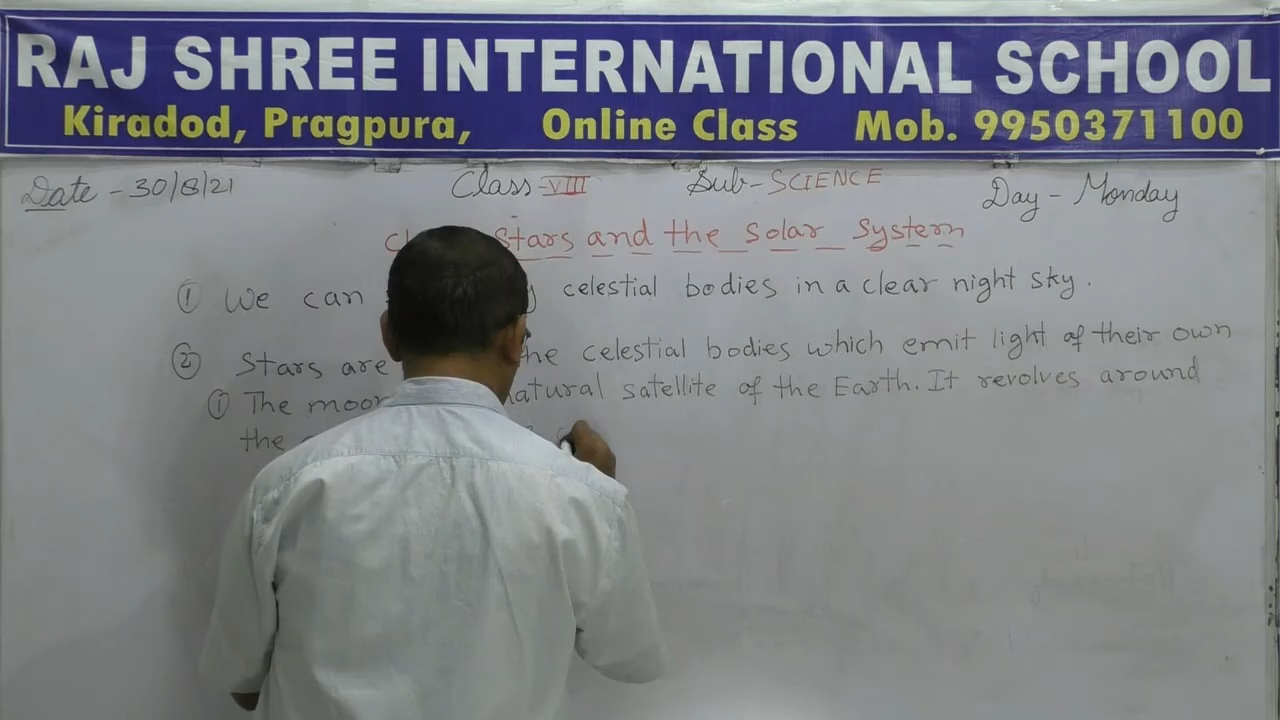 RAJ SHREE INTERNATIONAL SCHOOL
Kiradod, Pragpura, Online Class Mob. 9950371100
Date - 30/8/21 Class-VIII Sub-SCIENCE Day - Monday
Stars and the Solar System
① We can celestial bodies in a clear night sky.
② Stars are celestial bodies which emit light of their own
① The moon natural satellite of the Earth. It revolves around
the